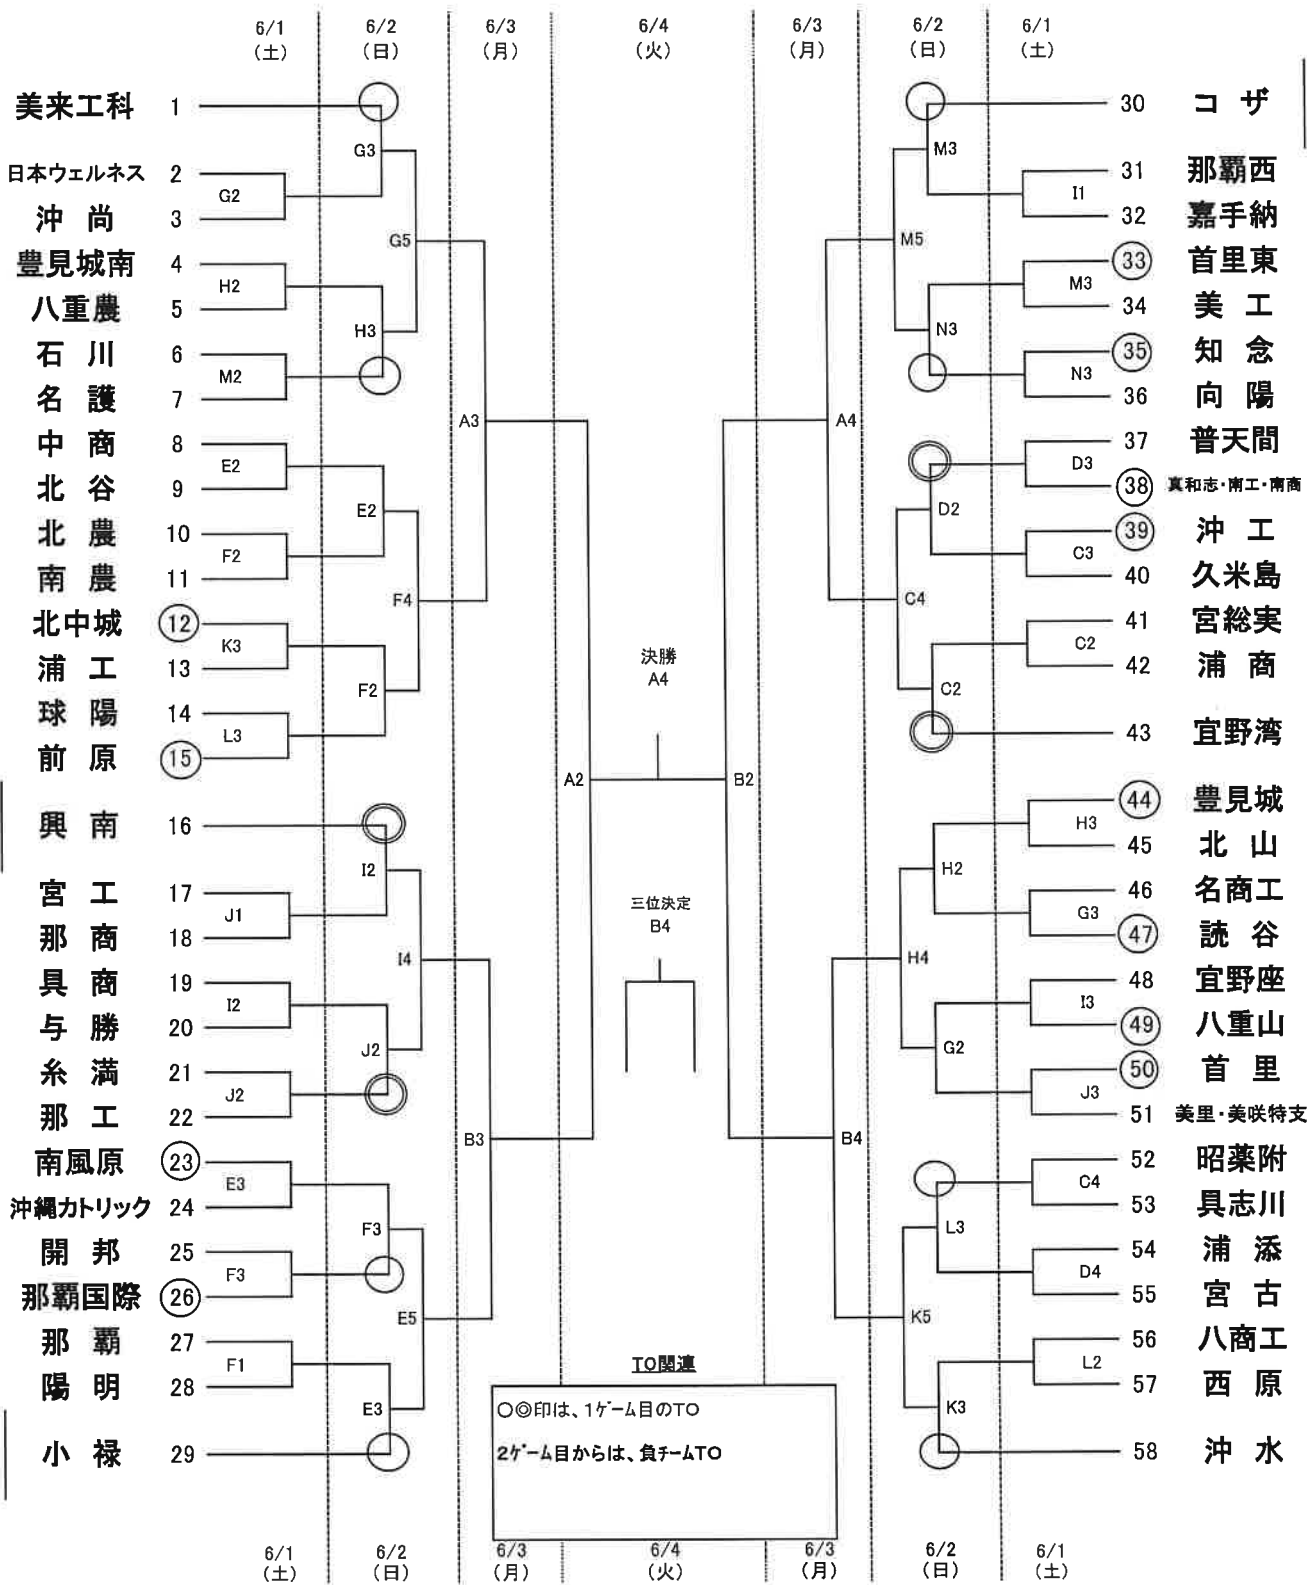 6/1 6/2 6/3 6/4 6/3 6/2 6/1
(土) (日) (月) (火) (月) (日) (土)
美来工科 1
G3
日本ウェルネス 2
G2
沖尚 3
G5
豊見城南 4
H2
八重農 5
H3
石川 6
M2
名護 7
A3
中商 8
E2
北谷 9
E2
北農 10
F2
南農 11
F4
北中城 12
K3
浦工 13
F2
球陽 14
L3
前原 15
A2
興南 16
I2
宮工 17
J1
那商 18
I4
具商 19
I2
与勝 20
J2
糸満 21
J2
那工 22
B3
南風原 23
E3
沖縄カトリック 24
F3
開邦 25
F3
那覇国際 26
E5
那覇 27
F1
陽明 28
E3
小禄 29
決勝
A4
三位決定
B4
30 コザ
M3
31 那覇西
I1
32 嘉手納
M5
33 首里東
M3
34 美工
N3
35 知念
N3
36 向陽
A4
37 普天間
D3
38 真和志・南工・南商
D2
39 沖工
C3
40 久米島
C4
41 宮総実
C2
42 浦商
C2
43 宜野湾
B2
44 豊見城
H3
45 北山
H2
46 名商工
G3
47 読谷
H4
48 宜野座
I3
49 八重山
G2
50 首里
J3
51 美里・美咲特支
B4
52 昭薬附
C4
53 具志川
L3
54 浦添
D4
55 宮古
K5
56 八商工
L2
57 西原
K3
58 沖水
TO関連
○◎印は、1ゲーム目のTO
2ゲーム目からは、負チームTO
6/1 6/2 6/3 6/4 6/3 6/2 6/1
(土) (日) (月) (火) (月) (日) (土)